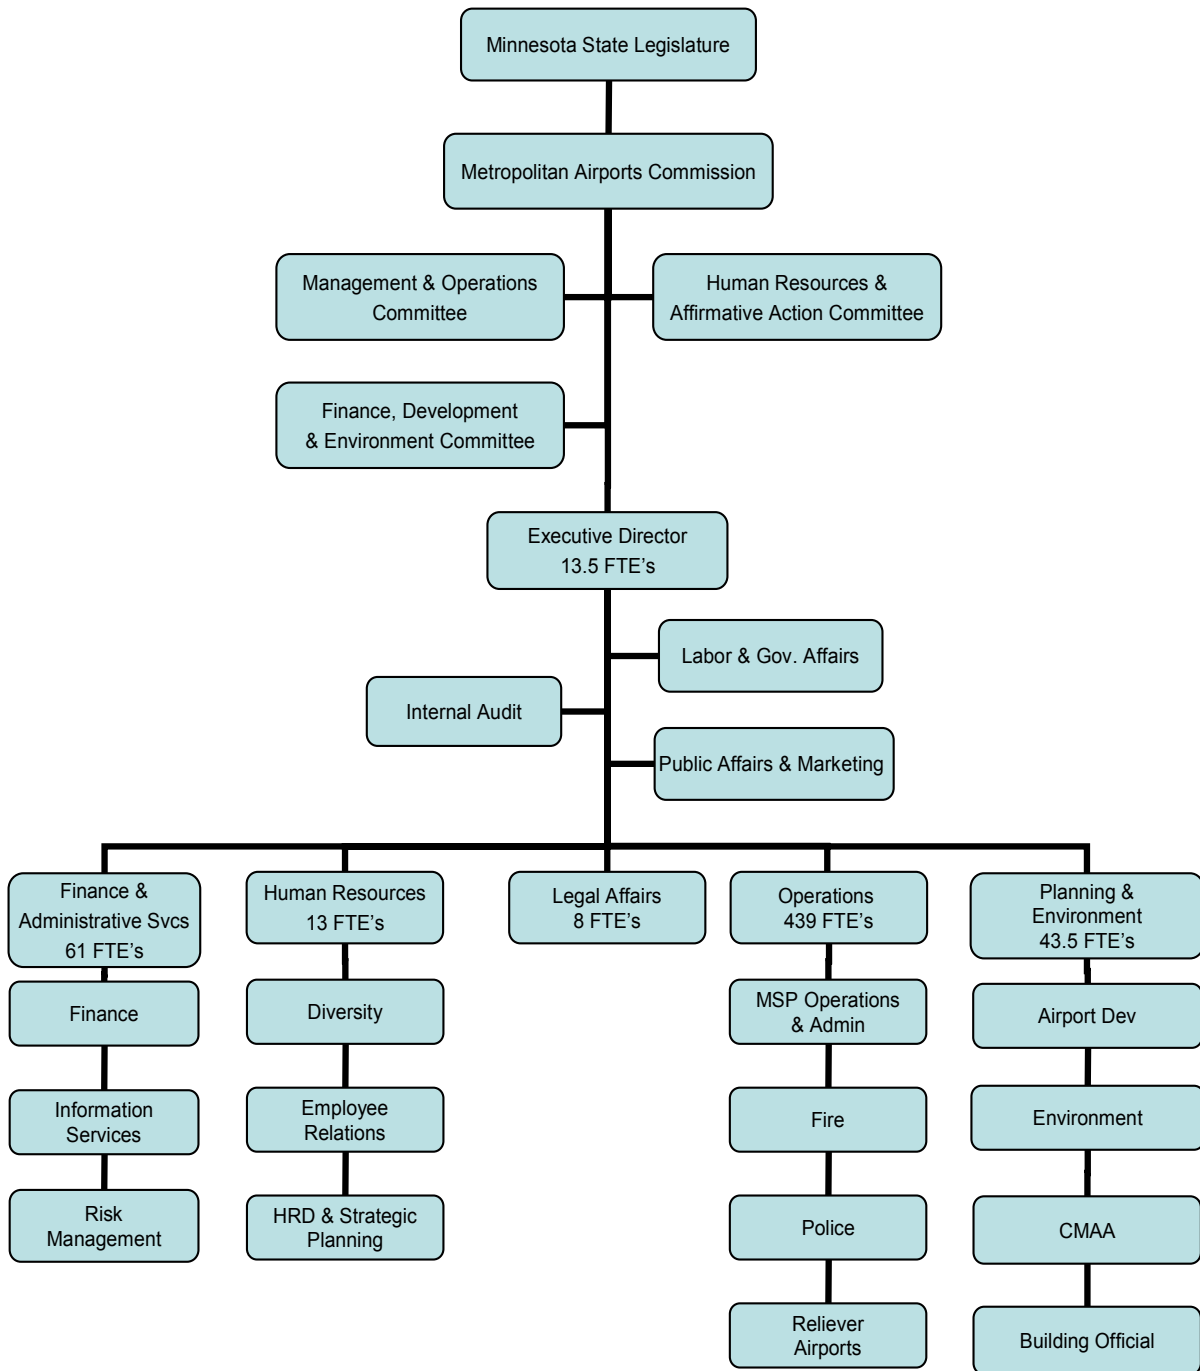 Minnesota State Legislature
Metropolitan Airports Commission
Management & Operations
Committee
Human Resources &
Affirmative Action Committee
Finance, Development
& Environment Committee
Executive Director
13.5 FTE’s
Labor & Gov. Affairs
Internal Audit
Public Affairs & Marketing
Finance &
Administrative Svcs
61 FTE’s
Human Resources
13 FTE’s
Legal Affairs
8 FTE’s
Operations
439 FTE’s
Planning &
Environment
43.5 FTE’s
Finance
Diversity
MSP Operations
& Admin
Airport Dev
Information
Services
Employee
Relations
Fire
Environment
Risk
Management
HRD & Strategic
Planning
Police
CMAA
Reliever
Airports
Building Official